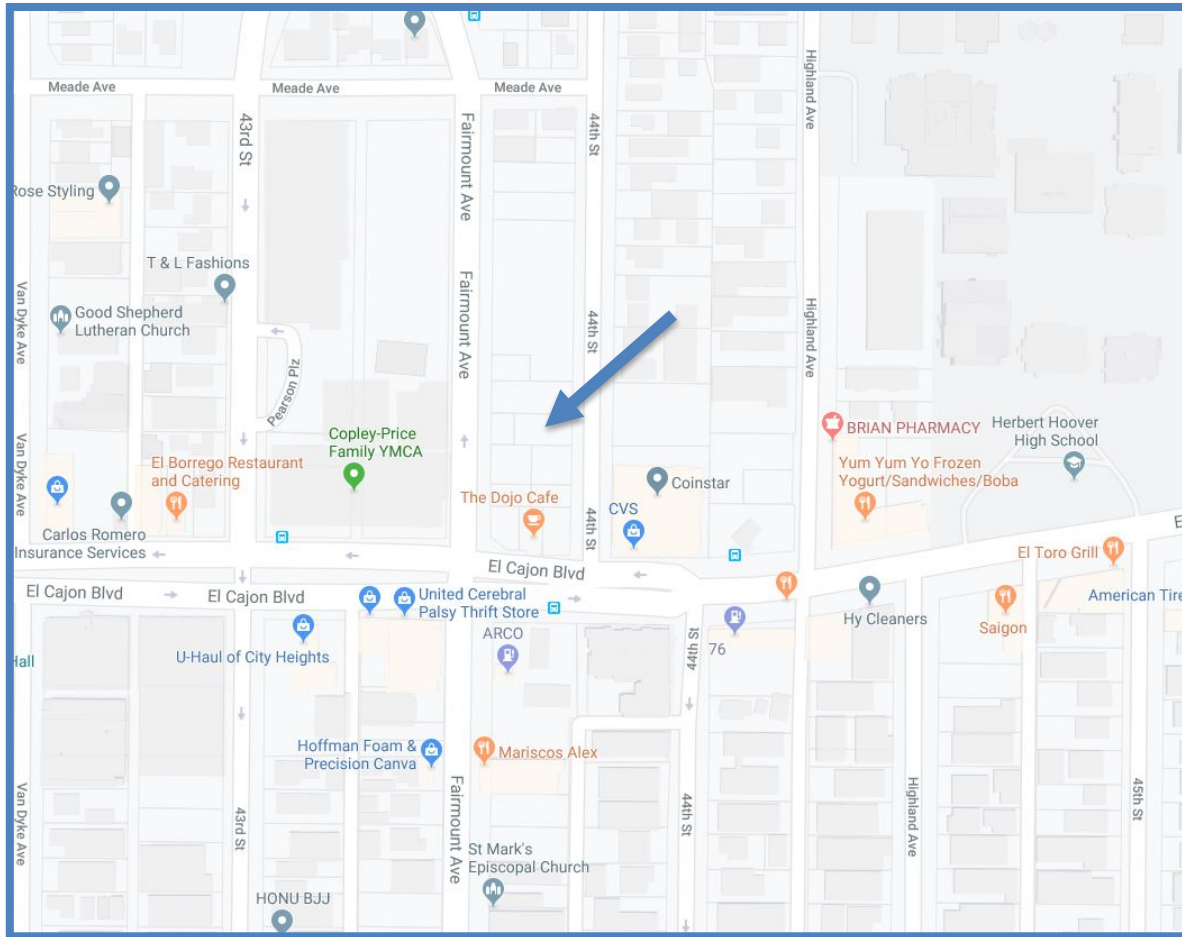 Meade Ave
Meade Ave
Meade Ave
43rd St
Fairmount Ave
44th St
Highland Ave
Rose Styling
T & L Fashions
Van Dyke Ave
Good Shepherd
Lutheran Church
Fairmount Ave
44th St
Highland Ave
Pearson Plz
Van Dyke Ave
Copley-Price
Family YMCA
El Borrego Restaurant
and Catering
BRIAN PHARMACY
Herbert Hoover
High School
Yum Yum Yo Frozen
Yogurt/Sandwiches/Boba
Coinstar
The Dojo Cafe
CVS
44th St
Carlos Romero
Insurance Services
El Cajon Blvd
El Toro Grill
El Cajon Blvd
El Cajon Blvd
United Cerebral
Palsy Thrift Store
American Tire
Hy Cleaners
Saigon
ARCO
76
44th St
U-Haul of City Heights
Hall
Hoffman Foam &
Precision Canva
Mariscos Alex
Van Dyke Ave
43rd St
Fairmount Ave
44th St
Highland Ave
45th St
St Mark's
Episcopal Church
HONU BJJ